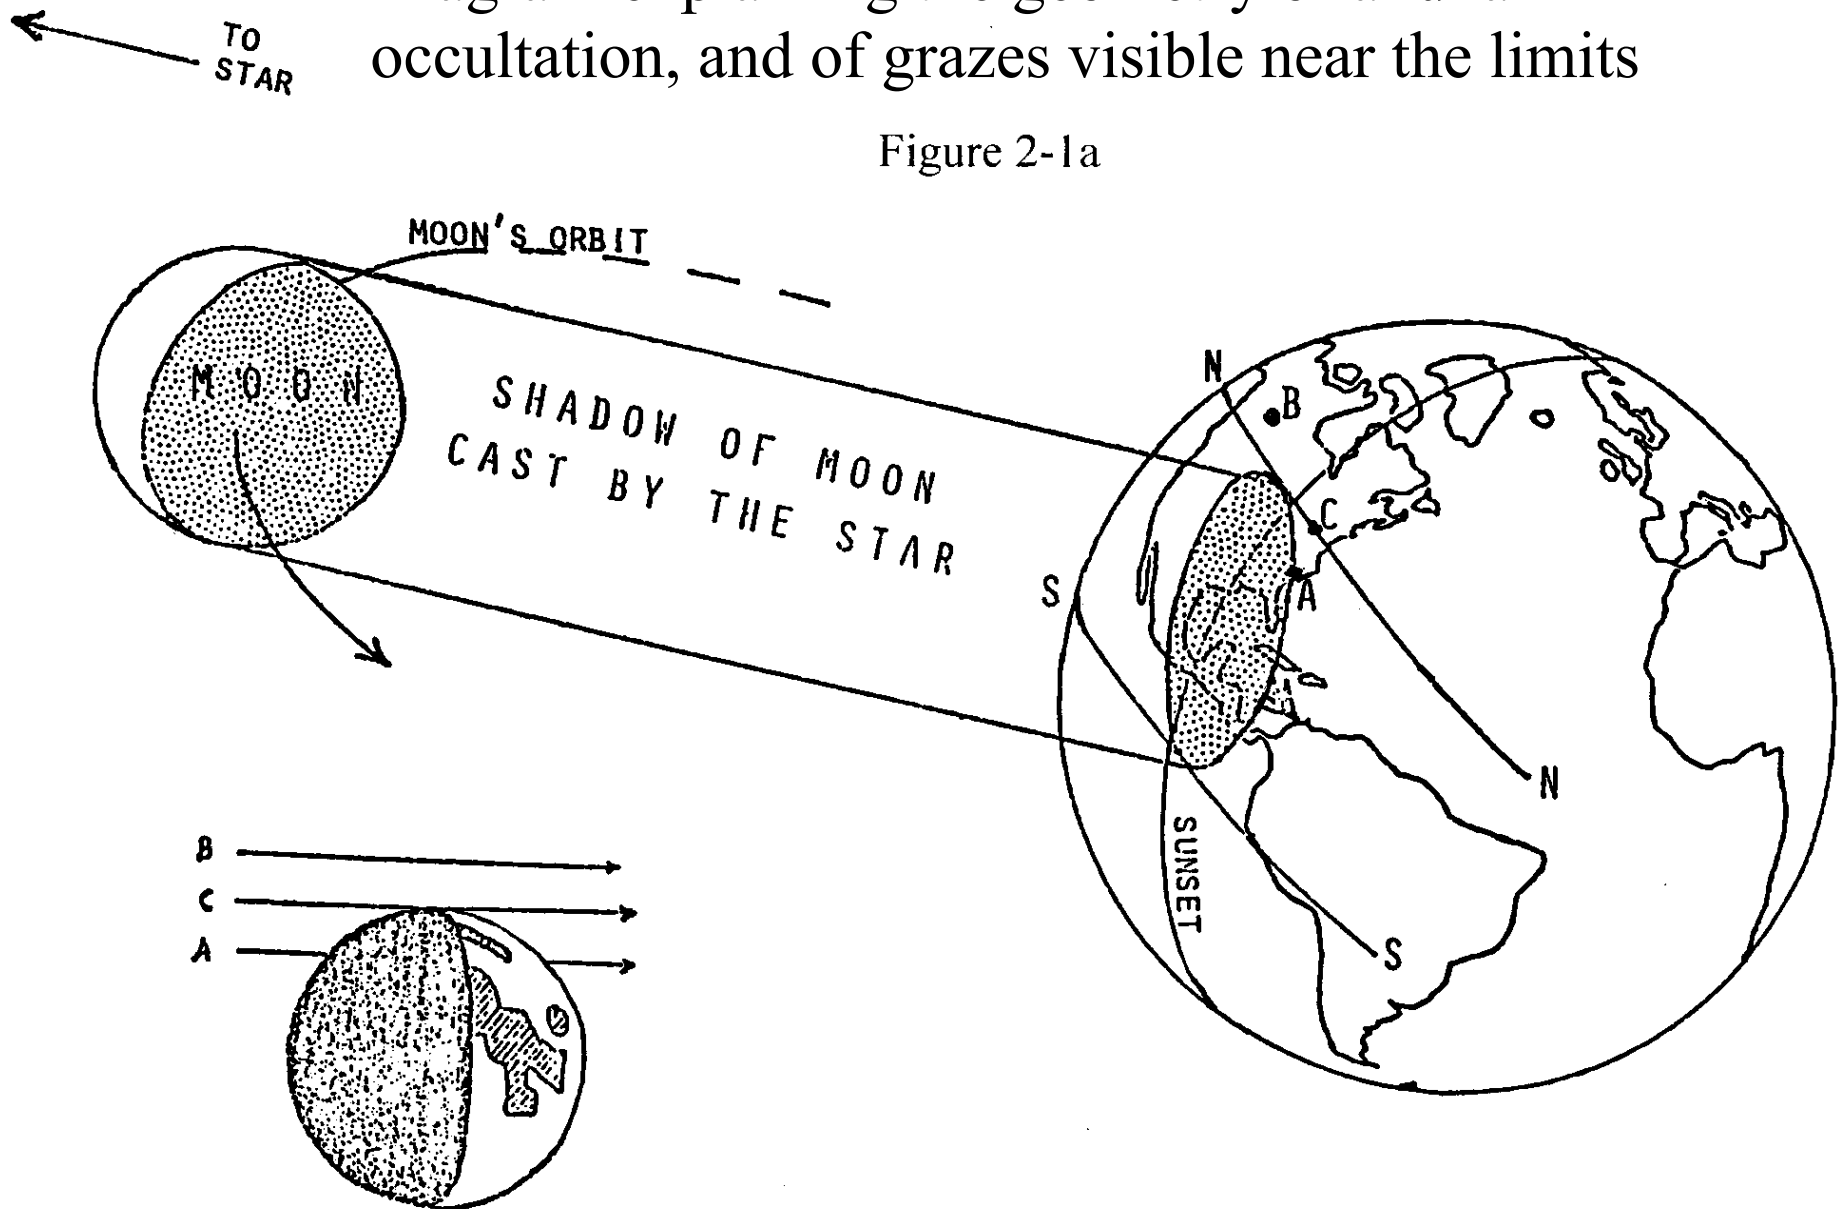 occultation, and of grazes visible near the limits
TO
STAR
Figure 2-1a
MOON'S ORBIT
MOON
SHADOW OF MOON
CAST BY THE STAR
N
B
C
S
A
N
SUNSET
S
B
C
A